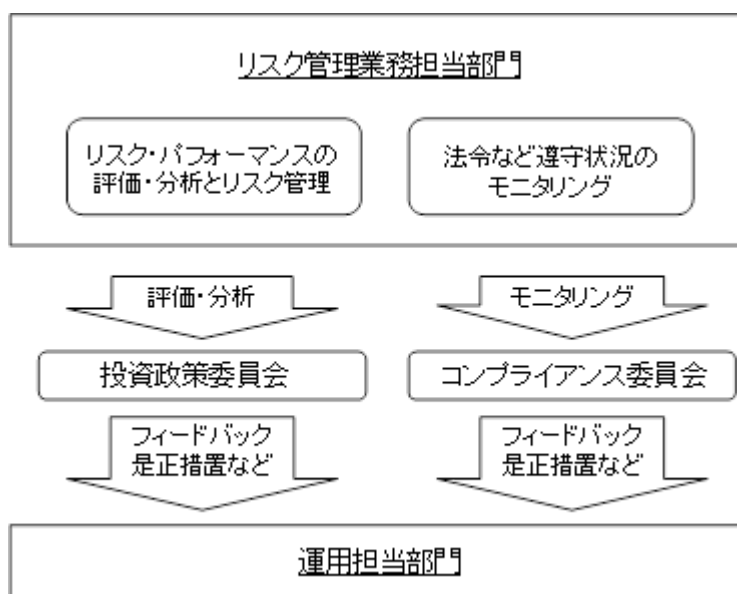 リスク管理業務担当部門
リスク・パフォーマンスの
評価・分析とリスク管理
法令など遵守状況の
モニタリング
評価・分析
モニタリング
投資政策委員会
コンプライアンス委員会
フィードバック
是正措置など
フィードバック
是正措置など
運用担当部門